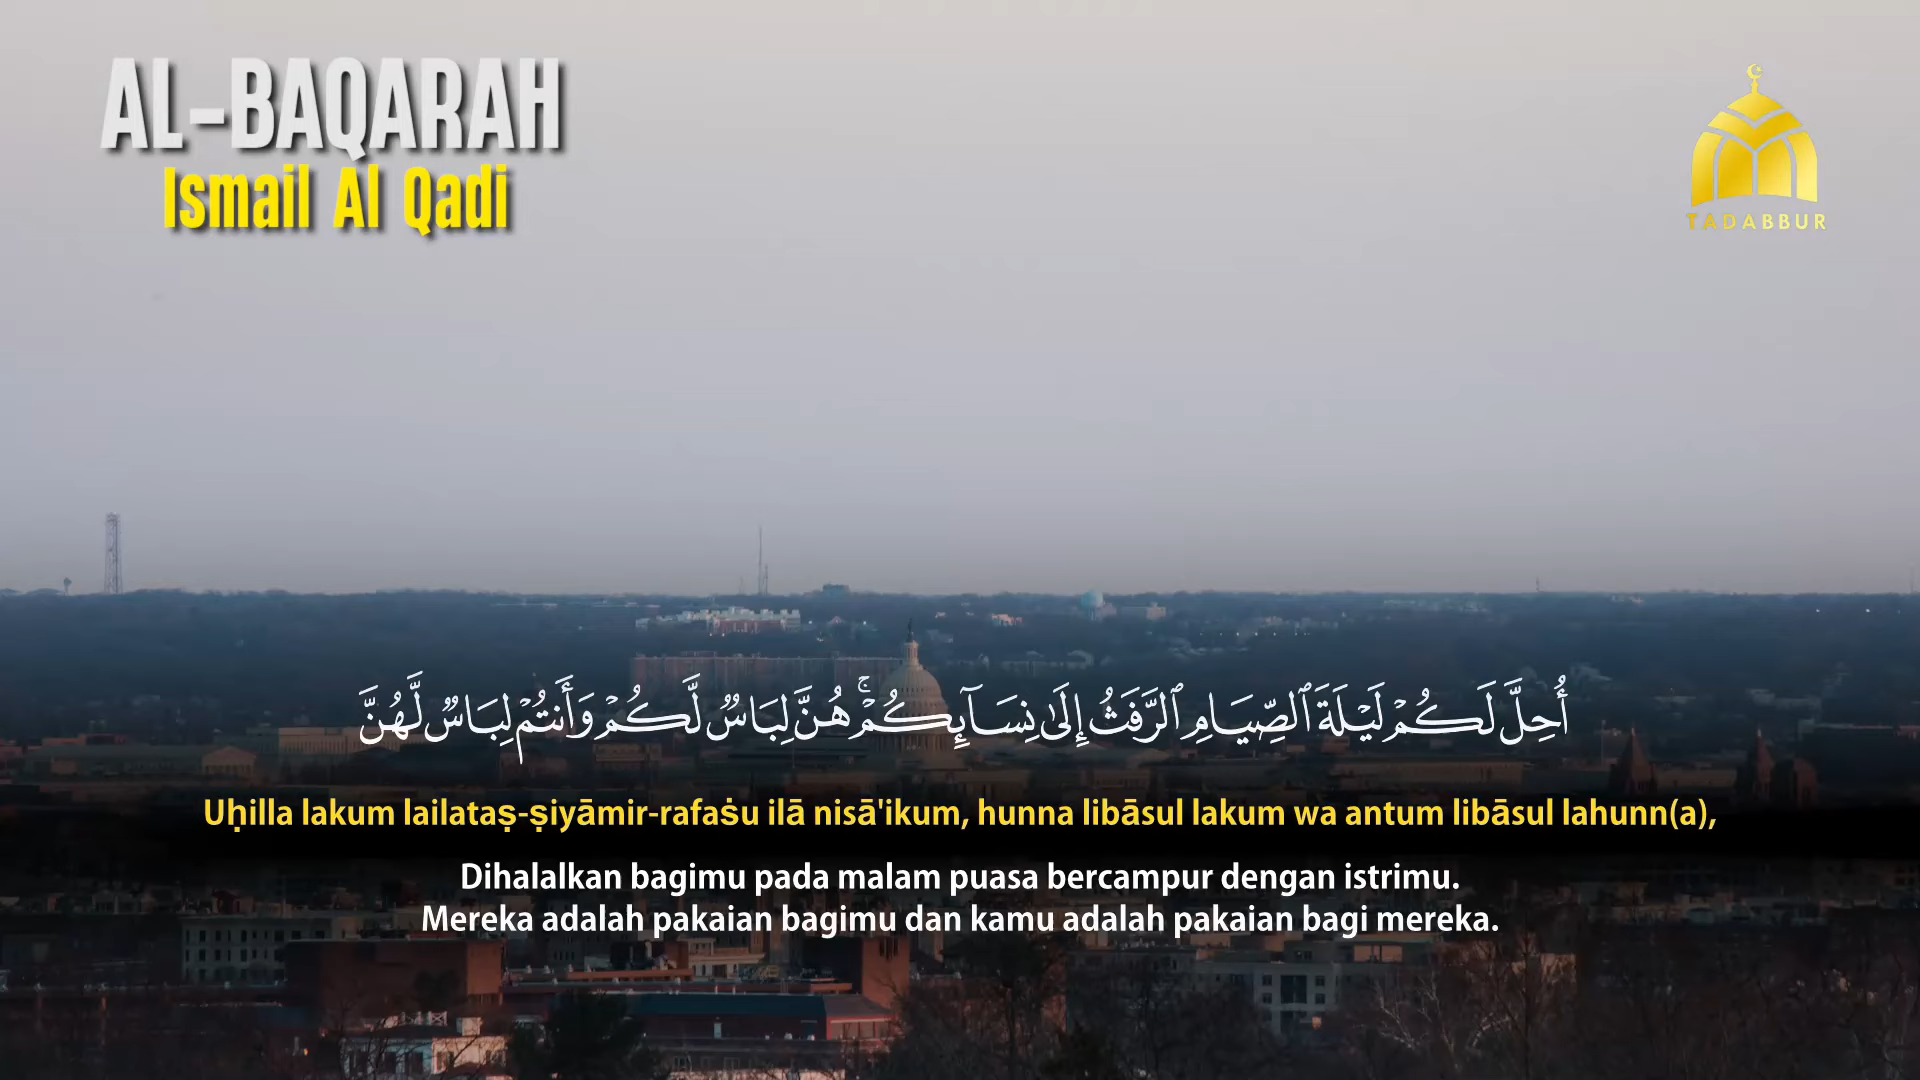 AL-BAQARAH
Ismail Al Qadi
TADABBUR
أُحِلَّ لَكُمْ لَيْلَةَ ٱلصِّيَامِ ٱلرَّفَثُ إِلَىٰ نِسَآئِكُمْ ۚ هُنَّ لِبَاسٌ لَّكُمْ وَأَنتُمْ لِبَاسٌ لَّهُنَّ
Uḥilla lakum lailataṣ-ṣiyāmir-rafaṡu ilā nisā'ikum, hunna libāsul lakum wa antum libāsul lahunn(a),
Dihalalkan bagimu pada malam puasa bercampur dengan istrimu.
Mereka adalah pakaian bagimu dan kamu adalah pakaian bagi mereka.